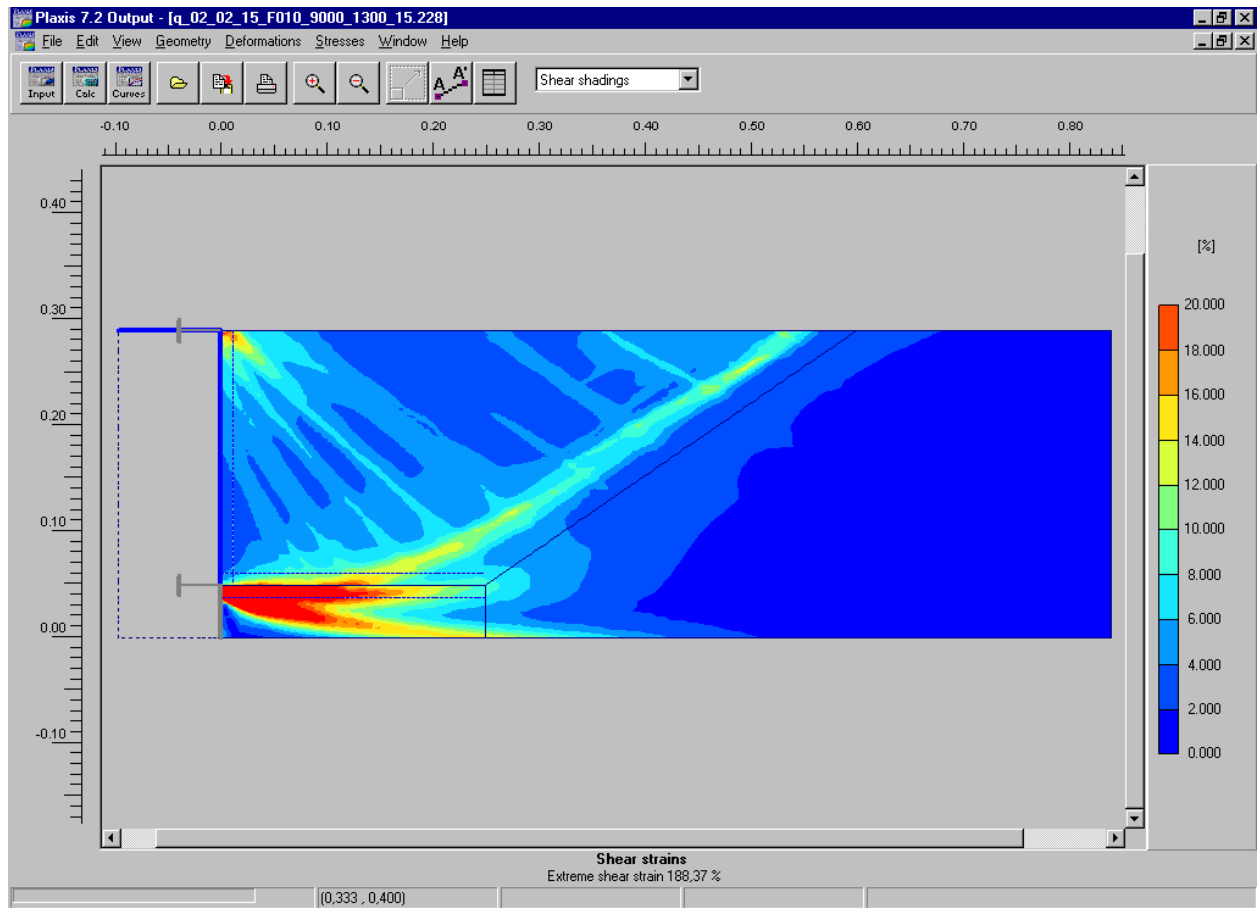 Plaxis 7.2 Output - [q_02_02_15_F010_9000_1300_15.228]
File Edit View Geometry Deformations Stresses Window Help
Input Calc Curves A A' Shear shadings
-0.10 0.00 0.10 0.20 0.30 0.40 0.50 0.60 0.70 0.80
0.40
0.30
0.20
0.10
0.00
-0.10
[%]
20.000
18.000
16.000
14.000
12.000
10.000
8.000
6.000
4.000
2.000
0.000
Shear strains
Extreme shear strain 188,37 %
(0,333 , 0,400)